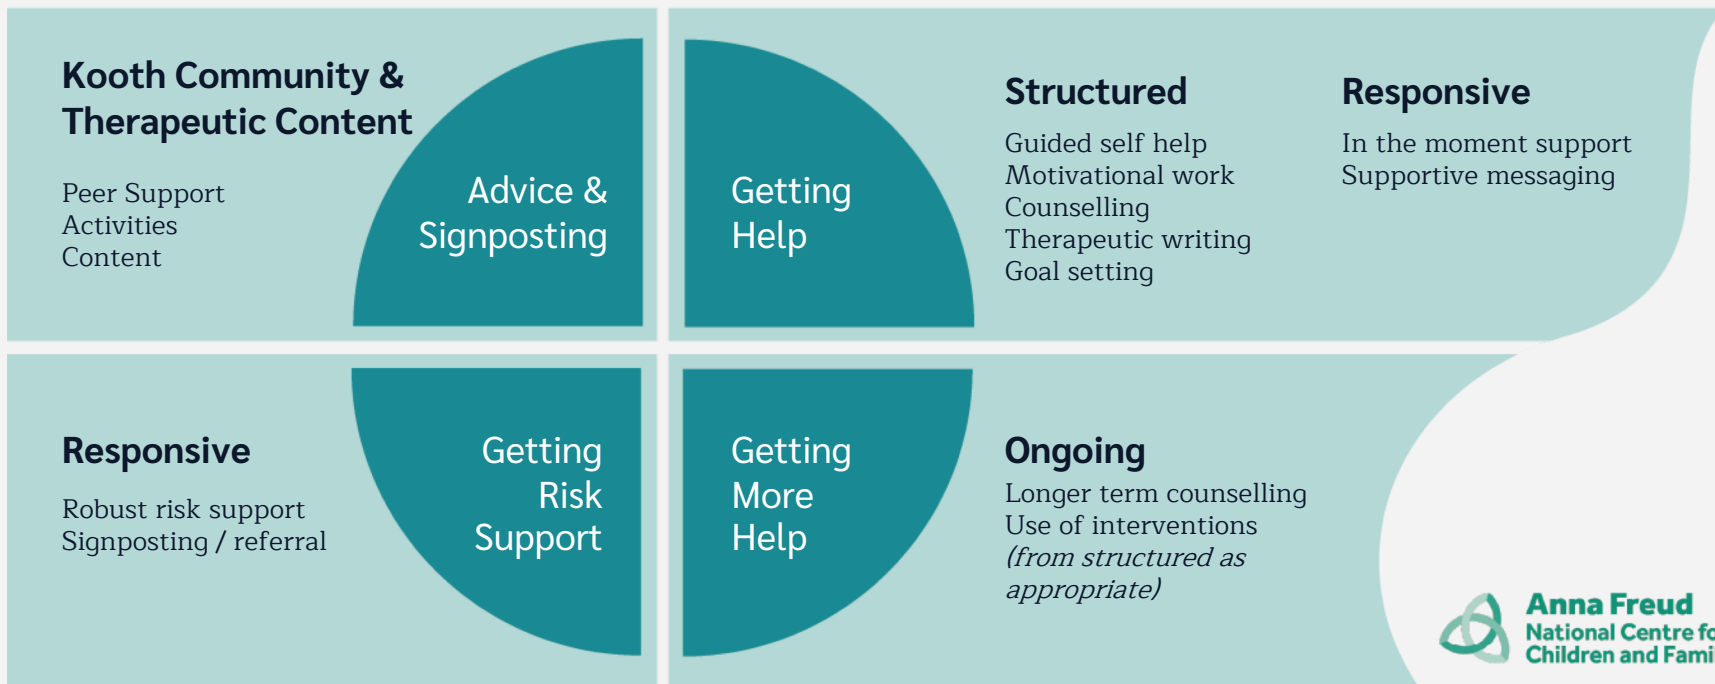 Kooth Community &
Therapeutic Content
Peer Support
Activities
Content
Advice &
Signposting
Getting
Help
Structured
Guided self help
Motivational work
Counselling
Therapeutic writing
Goal setting
Responsive
In the moment support
Supportive messaging
Responsive
Robust risk support
Signposting / referral
Getting
Risk
Support
Getting
More
Help
Ongoing
Longer term counselling
Use of interventions
(from structured as
appropriate)
Anna Freud
National Centre fo
Children and Famil